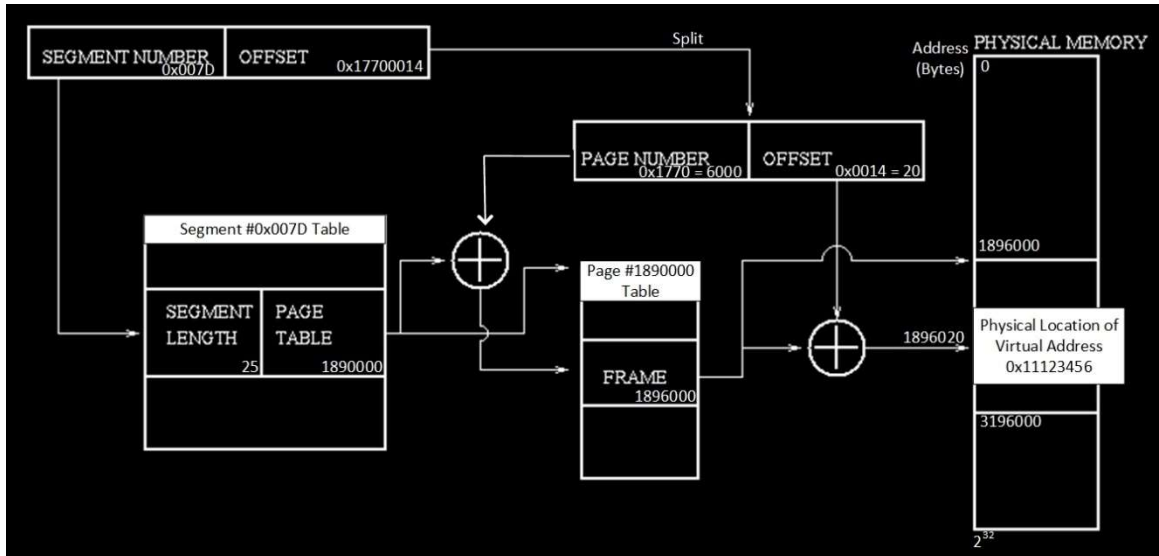 SEGMENT NUMBER
0x007D
OFFSET
0x17700014
Split
Address
(Bytes)
PHYSICAL MEMORY
0
PAGE NUMBER
0x1770 = 6000
OFFSET
0x0014 = 20
Segment #0x007D Table
SEGMENT
LENGTH
25
PAGE
TABLE
1890000
Page #1890000
Table
FRAME
1896000
1896000
1896020
Physical Location of
Virtual Address
0x11123456
3196000
2³²